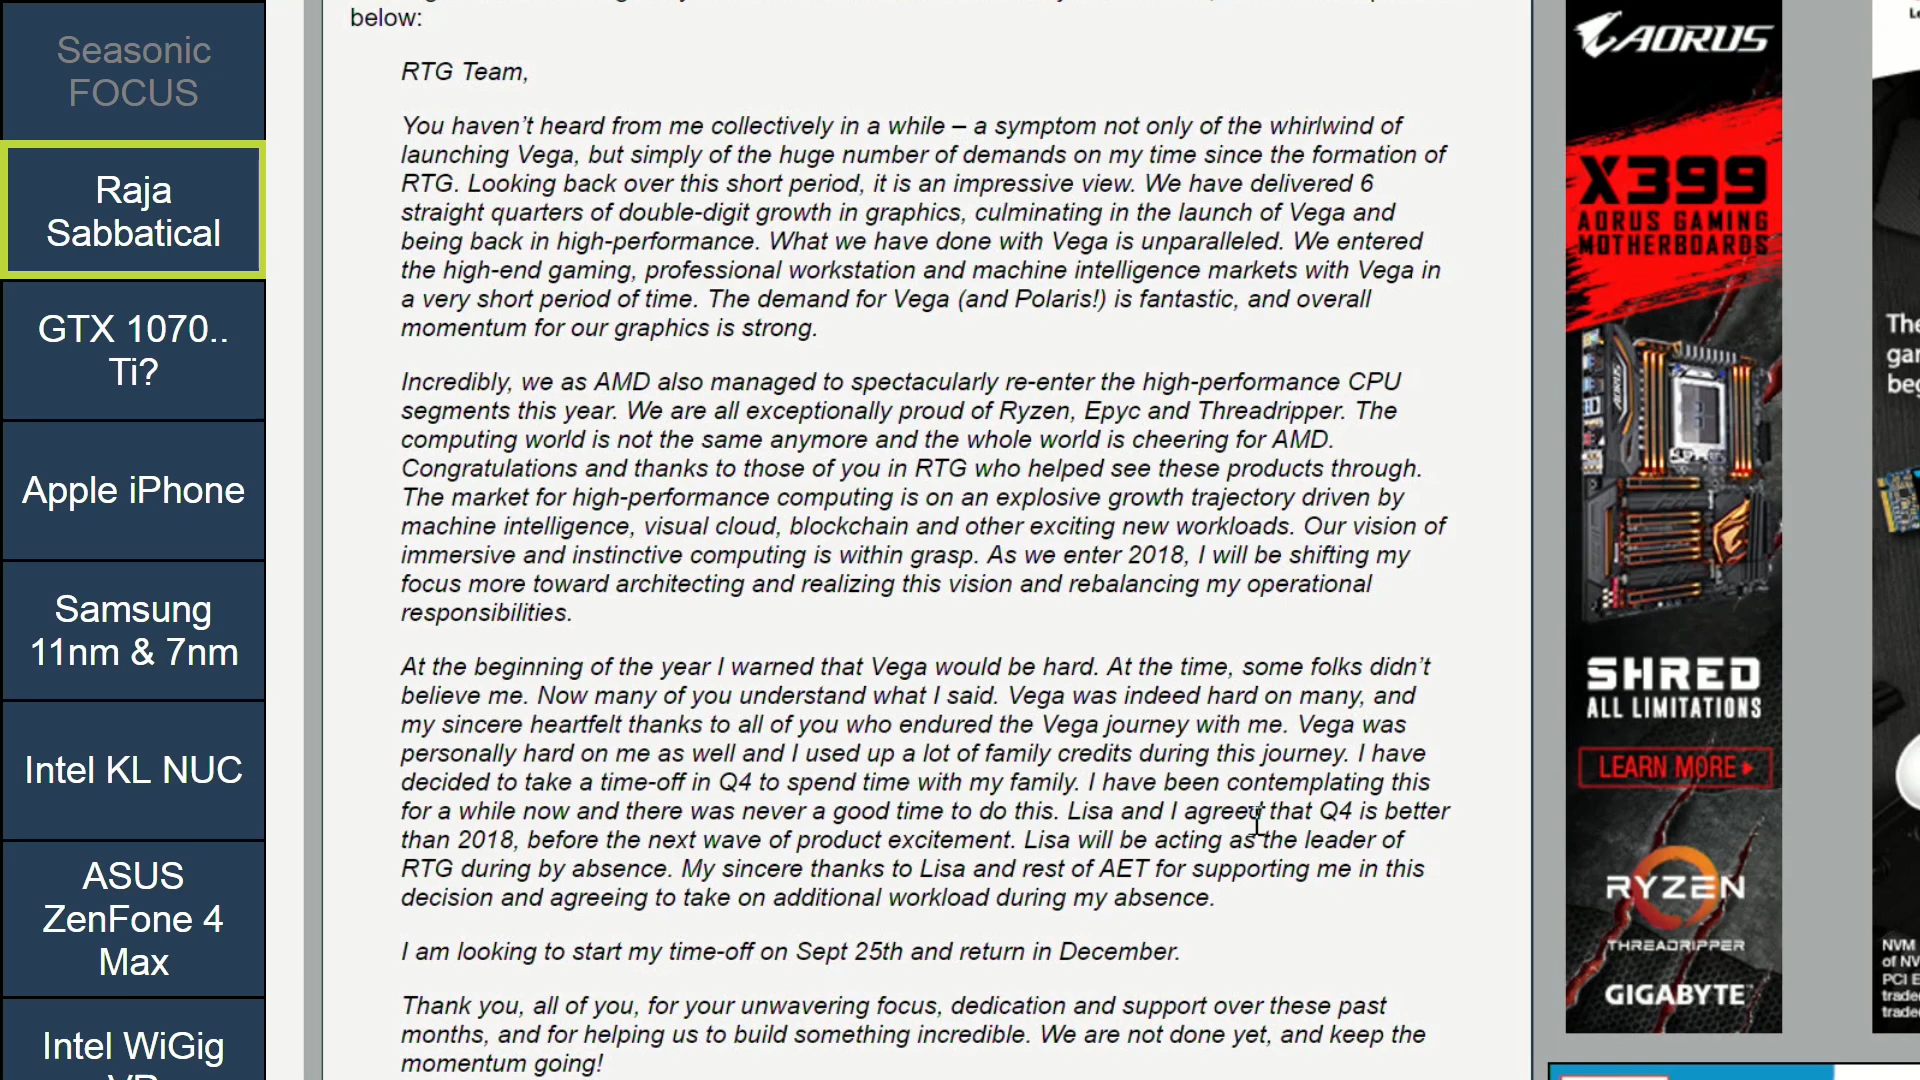 Seasonic
FOCUS
Raja
Sabbatical
GTX 1070..
Ti?
Apple iPhone
Samsung
11nm & 7nm
Intel KL NUC
ASUS
ZenFone 4
Max
Intel WiGig
below:
RTG Team,
You haven't heard from me collectively in a while – a symptom not only of the whirlwind of
launching Vega, but simply of the huge number of demands on my time since the formation of
RTG. Looking back over this short period, it is an impressive view. We have delivered 6
straight quarters of double-digit growth in graphics, culminating in the launch of Vega and
being back in high-performance. What we have done with Vega is unparalleled. We entered
the high-end gaming, professional workstation and machine intelligence markets with Vega in
a very short period of time. The demand for Vega (and Polaris!) is fantastic, and overall
momentum for our graphics is strong.
Incredibly, we as AMD also managed to spectacularly re-enter the high-performance CPU
segments this year. We are all exceptionally proud of Ryzen, Epyc and Threadripper. The
computing world is not the same anymore and the whole world is cheering for AMD.
Congratulations and thanks to those of you in RTG who helped see these products through.
The market for high-performance computing is on an explosive growth trajectory driven by
machine intelligence, visual cloud, blockchain and other exciting new workloads. Our vision of
immersive and instinctive computing is within grasp. As we enter 2018, I will be shifting my
focus more toward architecting and realizing this vision and rebalancing my operational
responsibilities.
At the beginning of the year I warned that Vega would be hard. At the time, some folks didn't
believe me. Now many of you understand what I said. Vega was indeed hard on many, and
my sincere heartfelt thanks to all of you who endured the Vega journey with me. Vega was
personally hard on me as well and I used up a lot of family credits during this journey. I have
decided to take a time-off in Q4 to spend time with my family. I have been contemplating this
for a while now and there was never a good time to do this. Lisa and I agreed that Q4 is better
than 2018, before the next wave of product excitement. Lisa will be acting as the leader of
RTG during by absence. My sincere thanks to Lisa and rest of AET for supporting me in this
decision and agreeing to take on additional workload during my absence.
I am looking to start my time-off on Sept 25th and return in December.
Thank you, all of you, for your unwavering focus, dedication and support over these past
months, and for helping us to build something incredible. We are not done yet, and keep the
momentum going!
AORUS
X399
AORUS GAMING
MOTHERBOARDS
SHRED
ALL LIMITATIONS
LEARN MORE
RYZEN
THREADRIPPER
GIGABYTE
The
gar
beg
NVM
of NV
PCI E
trade
trade